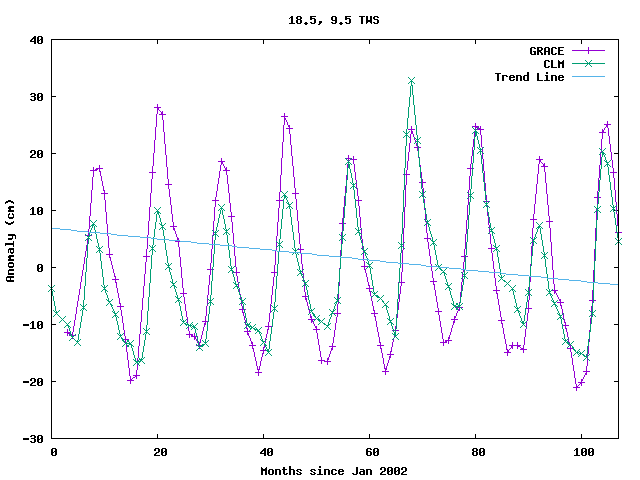 18.5, 9.5 TWS
GRACE
CLM
Trend Line
40
30
20
10
0
-10
-20
-30
Anomaly (cm)
0 20 40 60 80 100
Months since Jan 2002